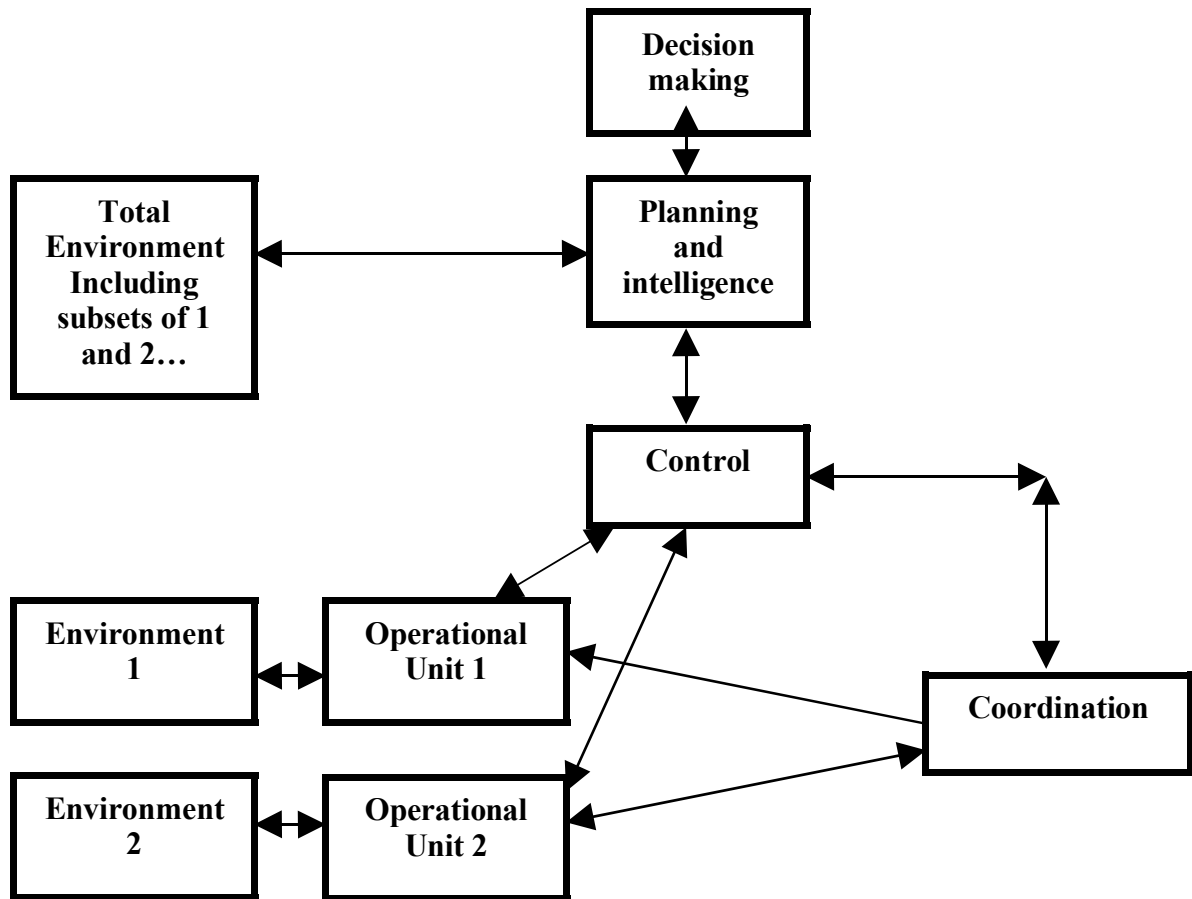 Decision
making
Total
Environment
Including
subsets of 1
and 2…
Planning
and
intelligence
Control
Environment
1
Operational
Unit 1
Coordination
Environment
2
Operational
Unit 2